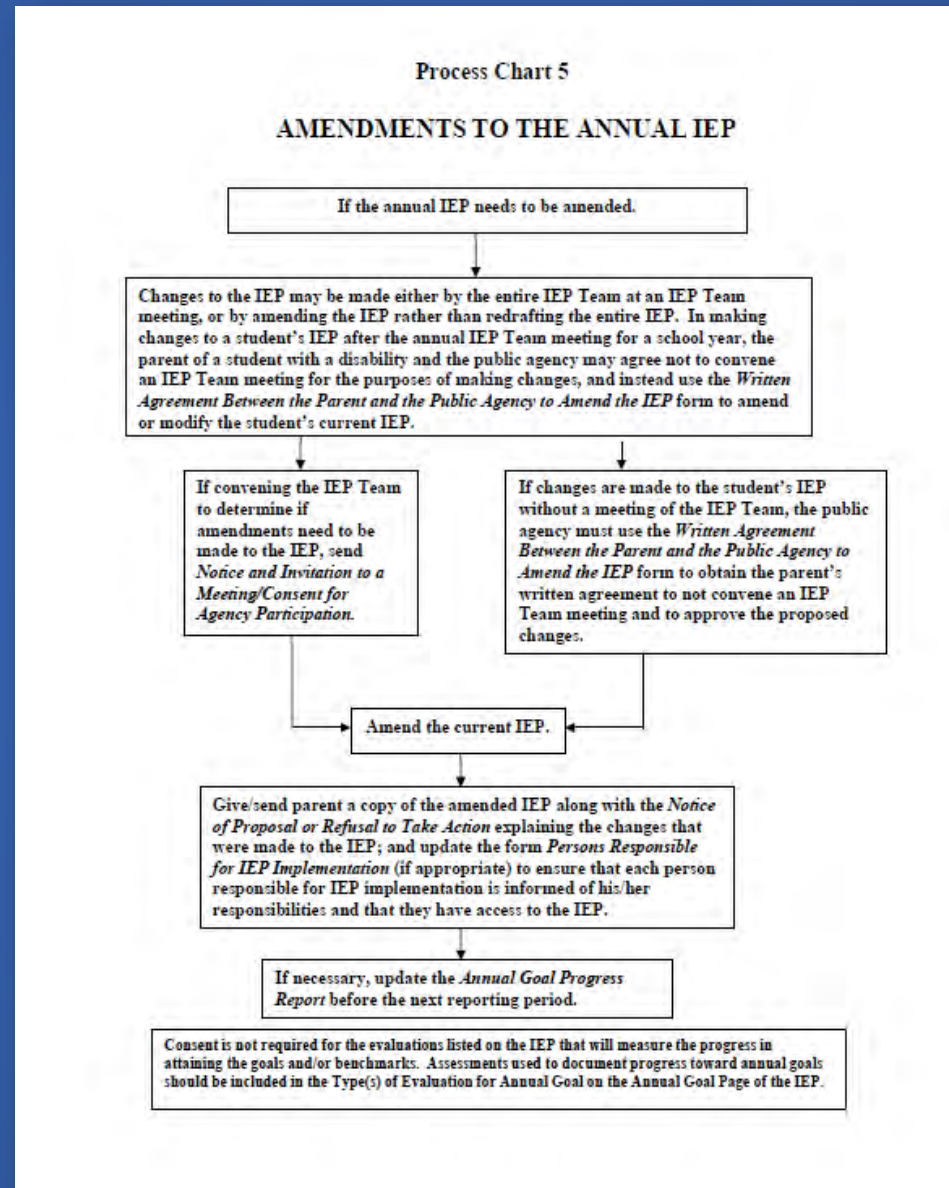 Process Chart 5
AMENDMENTS TO THE ANNUAL IEP
If the annual IEP needs to be amended.
Changes to the IEP may be made either by the entire IEP Team at an IEP Team
meeting, or by amending the IEP rather than redrafting the entire IEP. In making
changes to a student's IEP after the annual IEP Team meeting for a school year, the
parent of a student with a disability and the public agency may agree not to convene
an IEP Team meeting for the purposes of making changes, and instead use the Written
Agreement Between the Parent and the Public Agency to Amend the IEP form to amend
or modify the student's current IEP.
If convening the IEP Team
to determine if
amendments need to be
made to the IEP, send
Notice and Invitation to a
Meeting/Consent for
Agency Participation.
If changes are made to the student's IEP
without a meeting of the IEP Team, the public
agency must use the Written Agreement
Between the Parent and the Public Agency to
Amend the IEP form to obtain the parent's
written agreement to not convene an IEP
Team meeting and to approve the proposed
changes.
Amend the current IEP.
Give/send parent a copy of the amended IEP along with the Notice
of Proposal or Refusal to Take Action explaining the changes that
were made to the IEP; and update the form Persons Responsible
for IEP Implementation (if appropriate) to ensure that each person
responsible for IEP implementation is informed of his/her
responsibilities and that they have access to the IEP.
If necessary, update the Annual Goal Progress
Report before the next reporting period.
Consent is not required for the evaluations listed on the IEP that will measure the progress in
attaining the goals and/or benchmarks. Assessments used to document progress toward annual goals
should be included in the Type(s) of Evaluation for Annual Goal on the Annual Goal Page of the IEP.